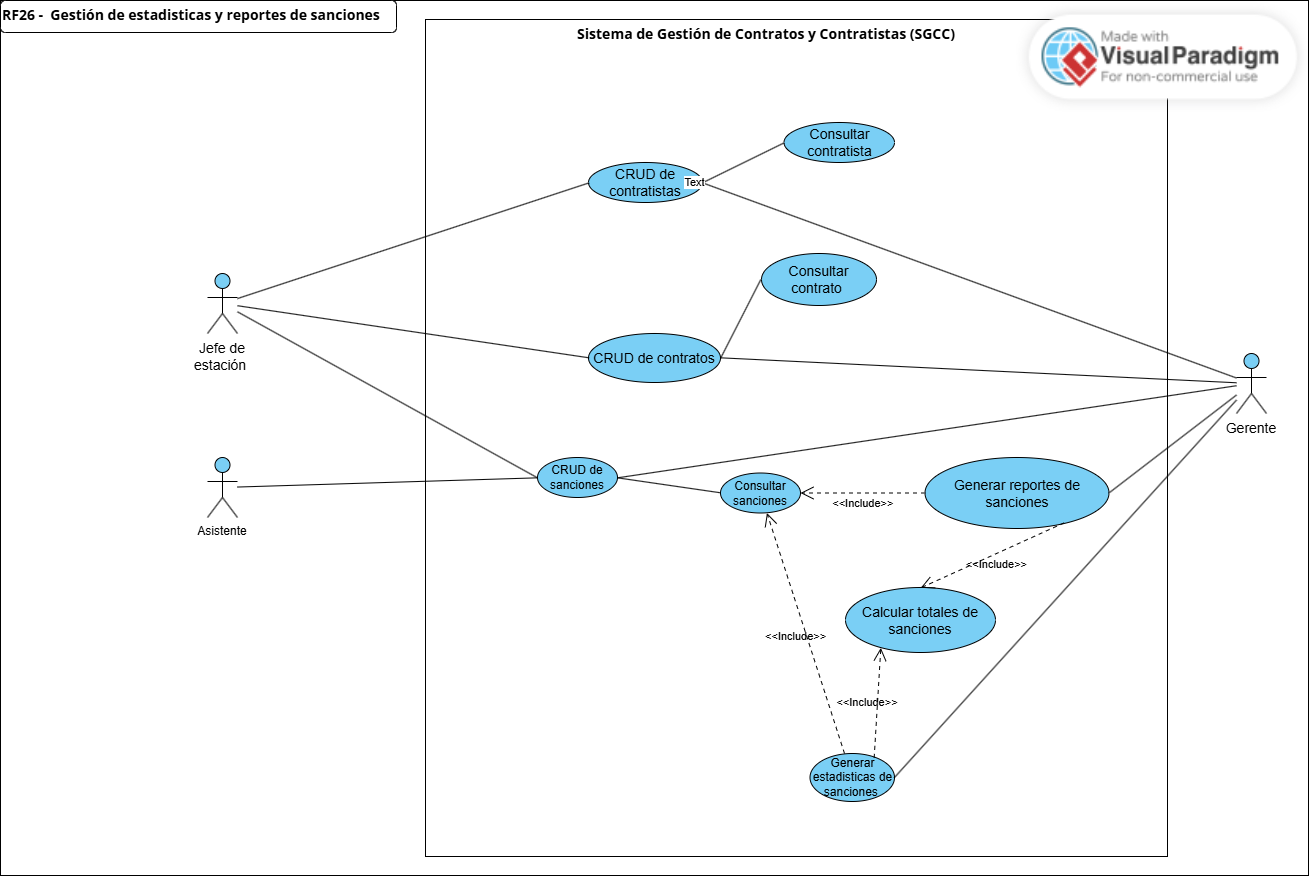 RF26 -  Gestión de estadisticas y reportes de sanciones
Sistema de Gestión de Contratos y Contratistas (SGCC)
Made with
Visual Paradigm
For non-commercial use
Consultar
contratista
CRUD de
contratistas
Text
Consultar
contrato
Jefe de
estación
CRUD de contratos
Gerente
CRUD de
sanciones
Consultar
sanciones
Generar reportes de
sanciones
<<Include>>
Asistente
<<Include>>
Calcular totales de
sanciones
<<Include>>
<<Include>>
Generar
estadisticas de
sanciones